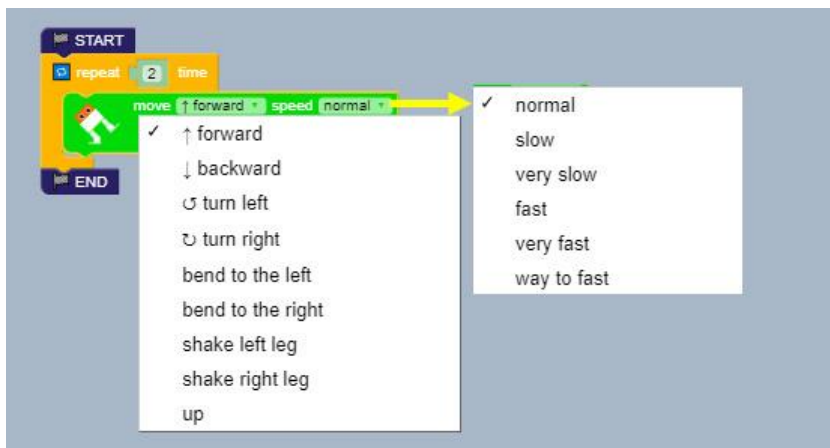 START
repeat 2 time
move ↑ forward speed normal
END
✓ ↑ forward
↓ backward
↺ turn left
↻ turn right
bend to the left
bend to the right
shake left leg
shake right leg
up
✓ normal
slow
very slow
fast
very fast
way to fast